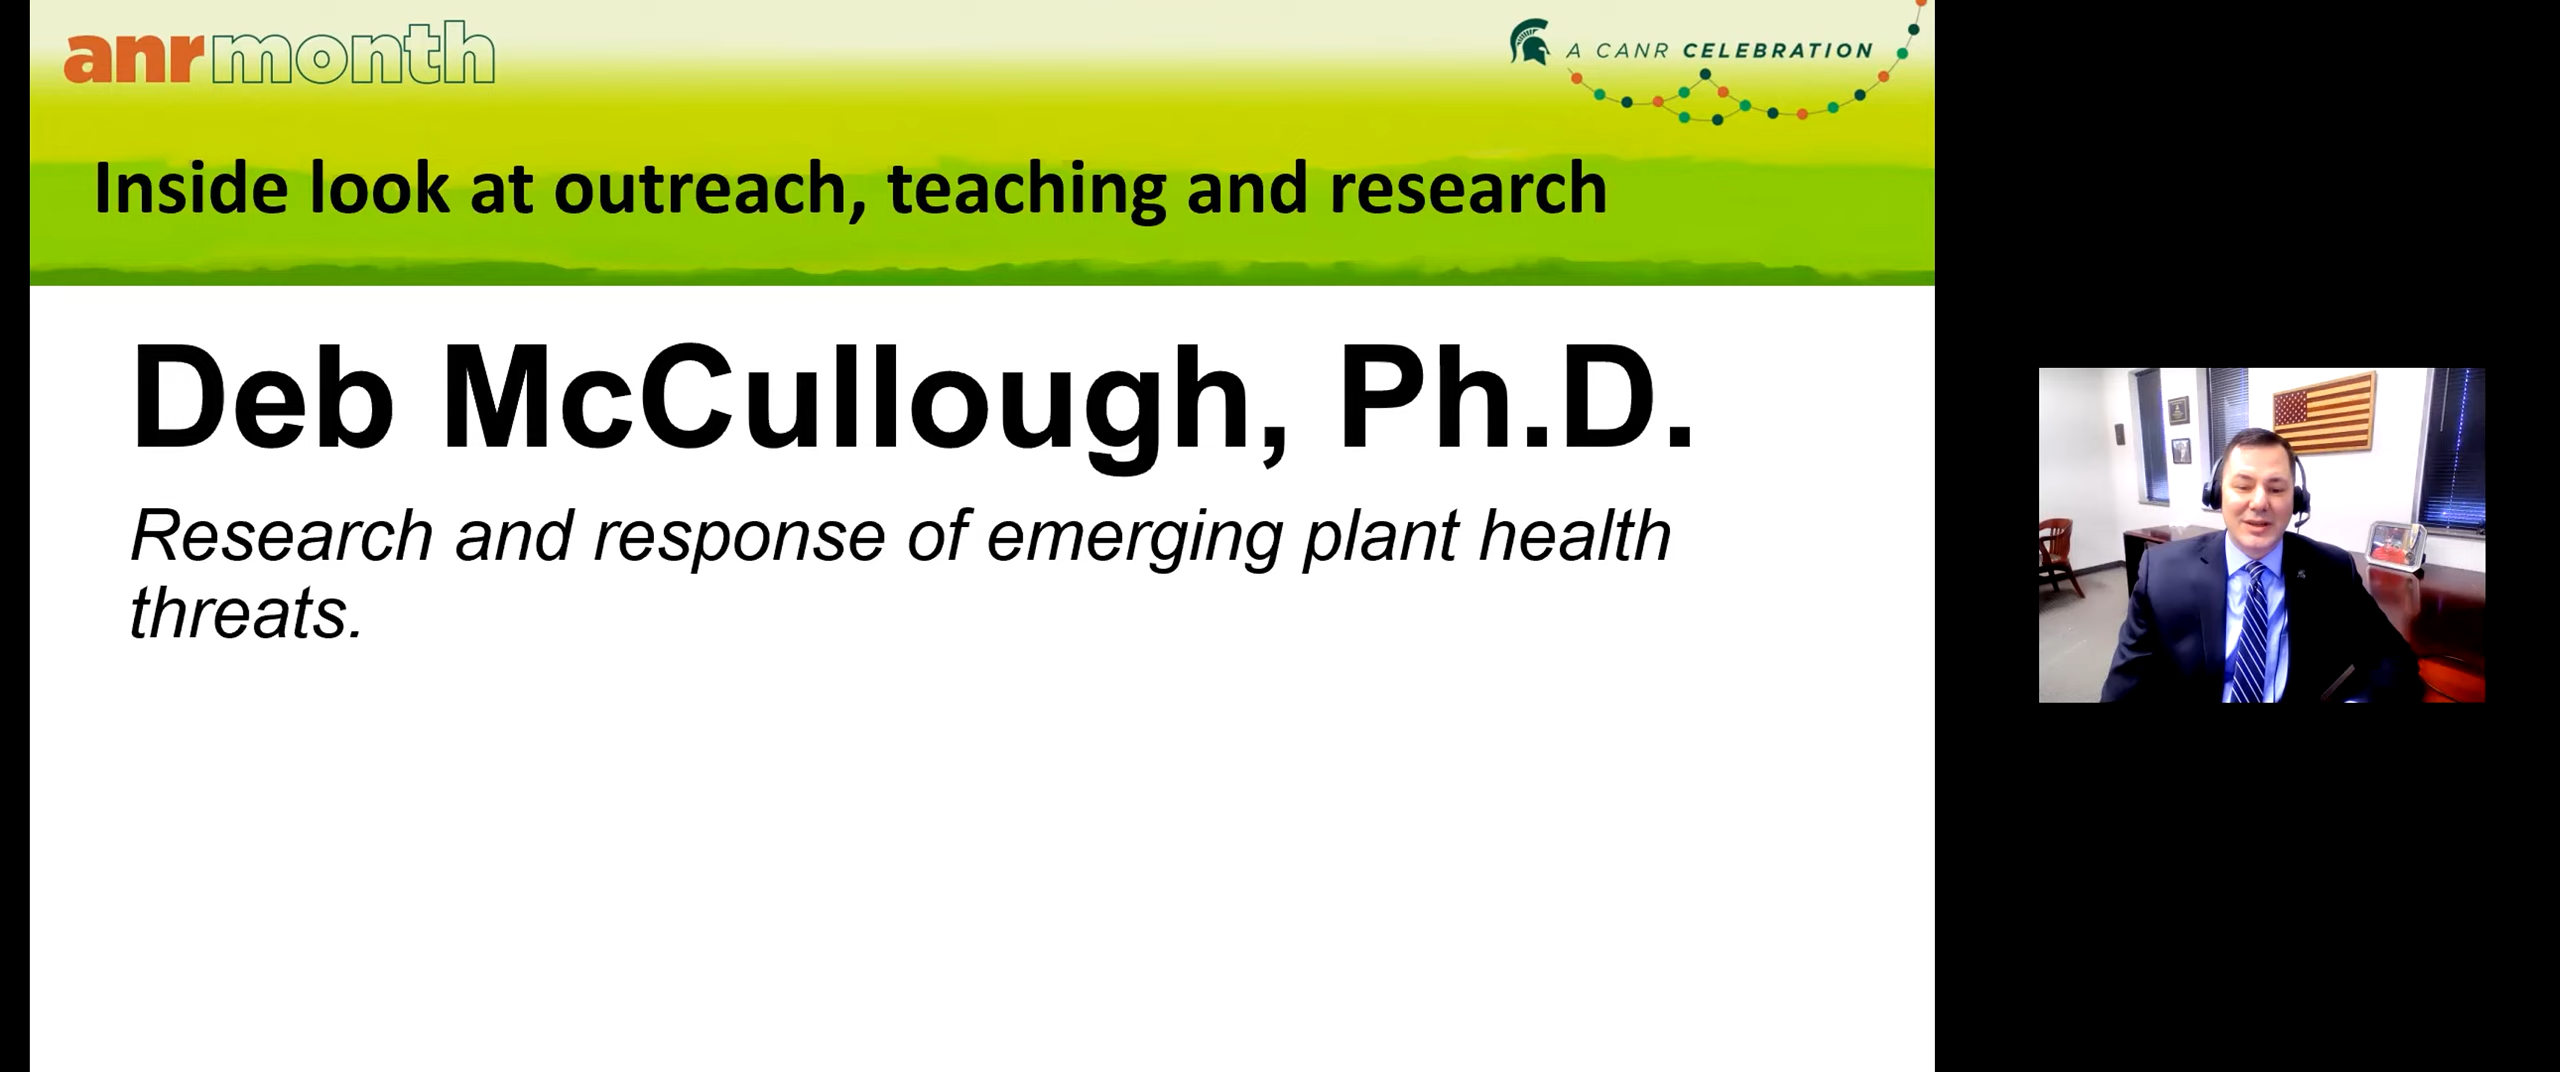 anrmonth
A CANR CELEBRATION
Inside look at outreach, teaching and research
Deb McCullough, Ph.D.
Research and response of emerging plant health
threats.